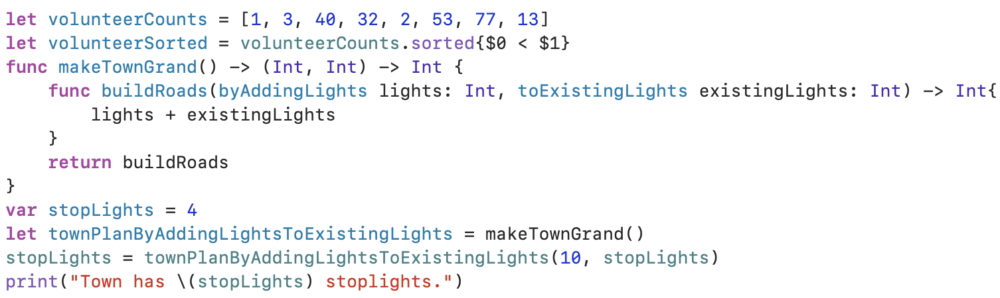 let volunteerCounts = [1, 3, 40, 32, 2, 53, 77, 13]
let volunteerSorted = volunteerCounts.sorted{$0 < $1}
func makeTownGrand() -> (Int, Int) -> Int {
    func buildRoads(byAddingLights lights: Int, toExistingLights existingLights: Int) -> Int{
        lights + existingLights
    }
    return buildRoads
}
var stopLights = 4
let townPlanByAddingLightsToExistingLights = makeTownGrand()
stopLights = townPlanByAddingLightsToExistingLights(10, stopLights)
print("Town has \(stopLights) stoplights.")